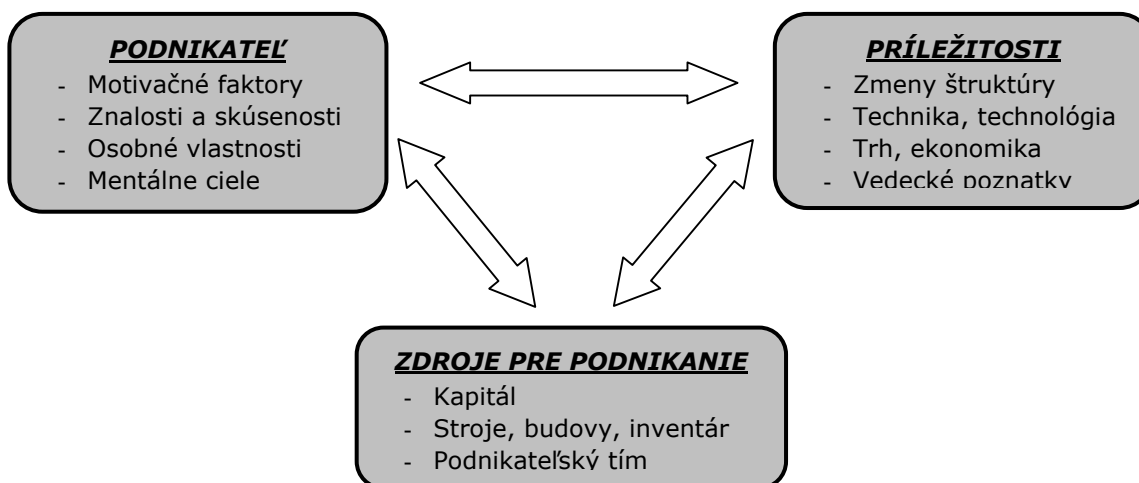 PODNIKATEĽ
- Motivačné faktory
- Znalosti a skúsenosti
- Osobné vlastnosti
- Mentálne ciele
PRÍLEŽITOSTI
- Zmeny štruktúry
- Technika, technológia
- Trh, ekonomika
- Vedecké poznatky
ZDROJE PRE PODNIKANIE
- Kapitál
- Stroje, budovy, inventár
- Podnikateľský tím